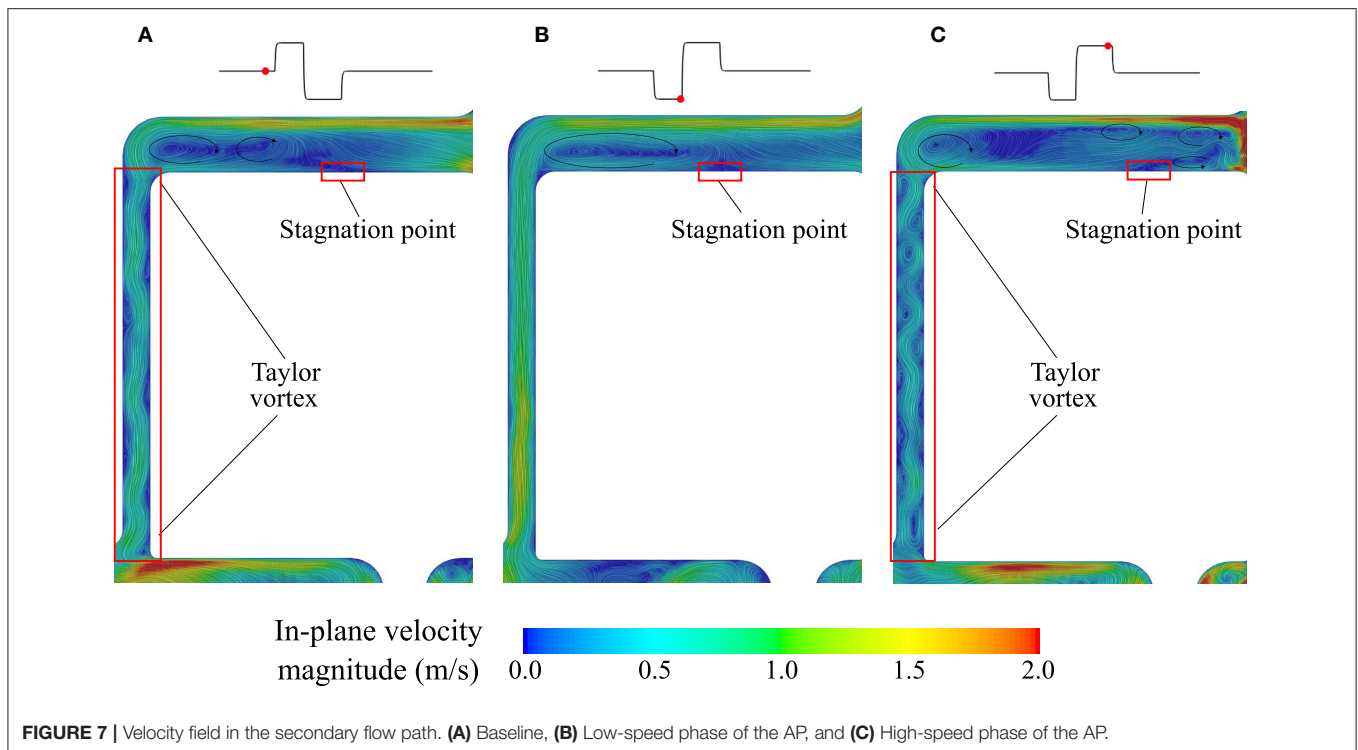 A
B
C
Stagnation point
Stagnation point
Stagnation point
Taylor
vortex
Taylor
vortex
In-plane velocity
magnitude (m/s)
0.0 0.5 1.0 1.5 2.0
FIGURE 7 | Velocity field in the secondary flow path. (A) Baseline, (B) Low-speed phase of the AP, and (C) High-speed phase of the AP.